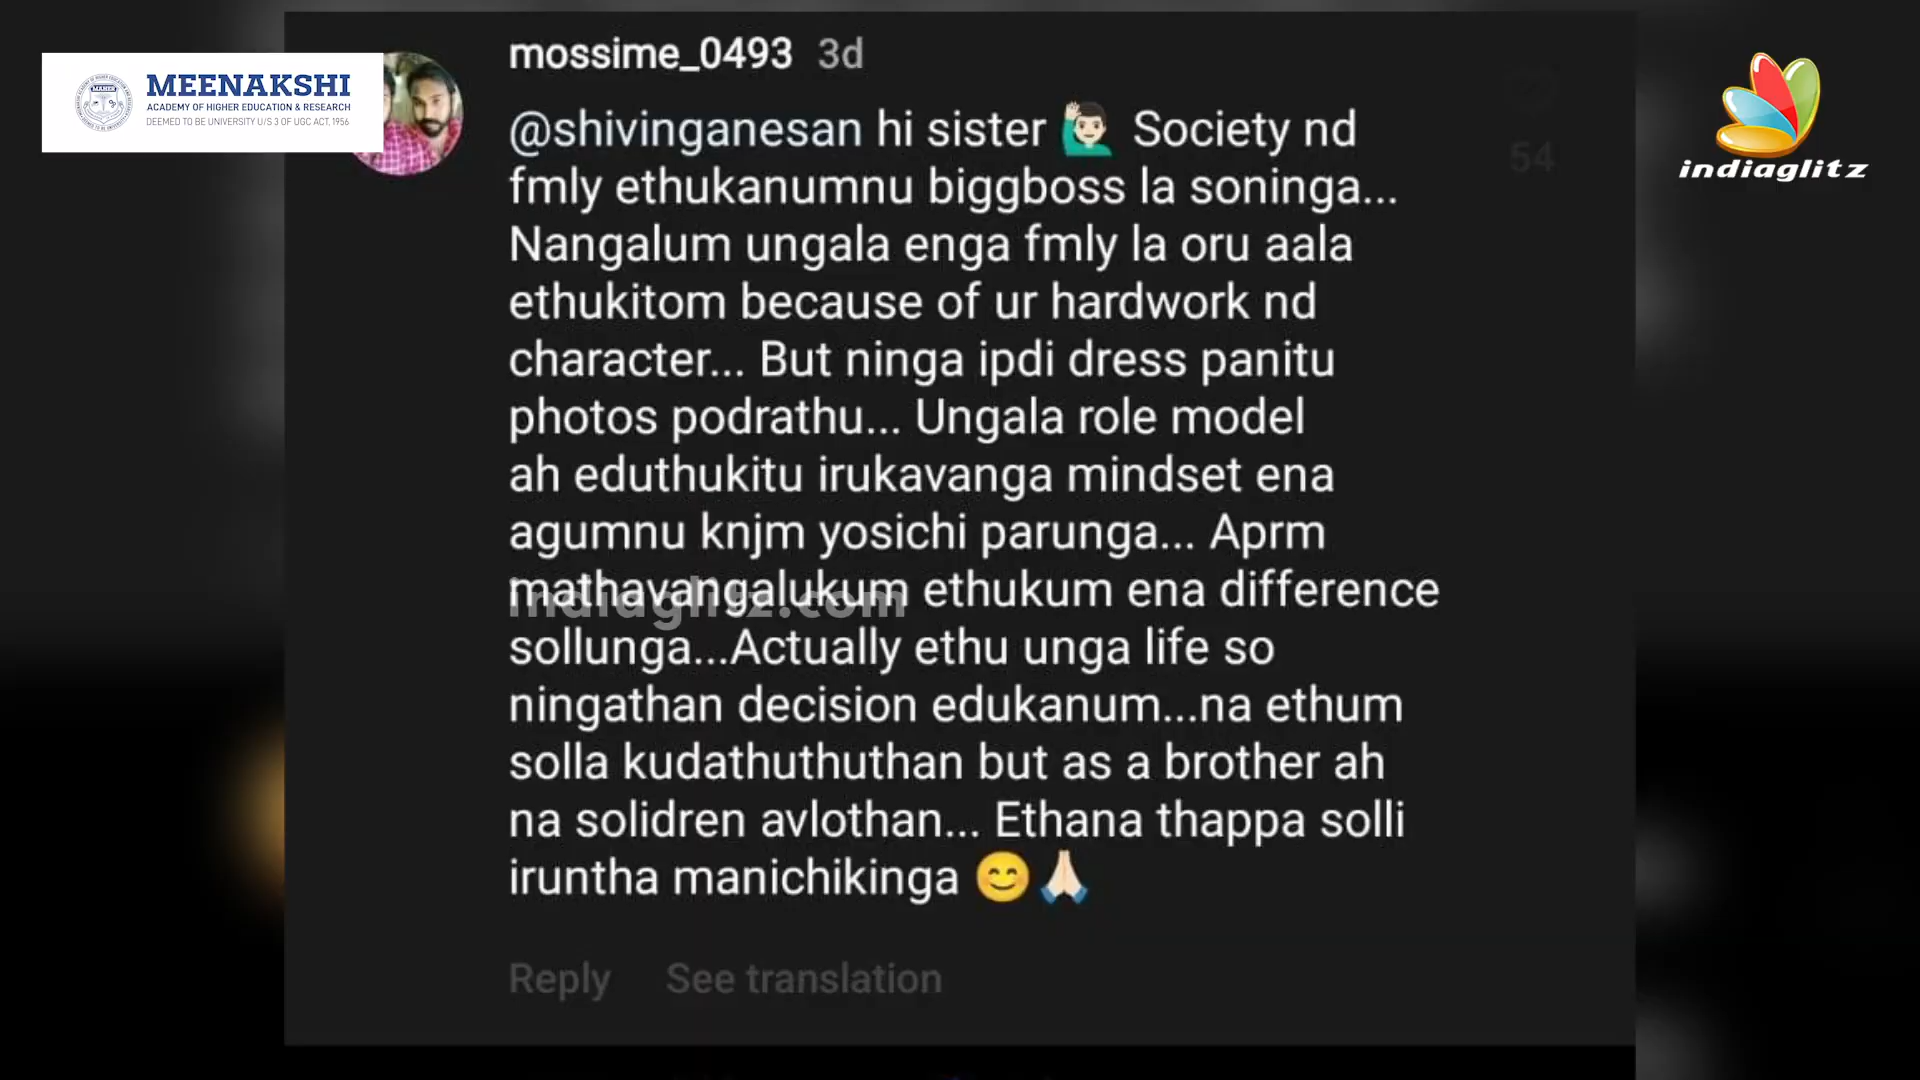 MEENAKSHI
ACADEMY OF HIGHER EDUCATION & RESEARCH
DEEMED TO BE UNIVERSITY U/S 3 OF UGC ACT, 1956
indiaglitz
mossime_0493 3d
@shivinganesan hi sister 🙋🏻‍♂️ Society nd
fmly ethukanumnu biggboss la soninga...
Nangalum ungala enga fmly la oru aala
ethukitom because of ur hardwork nd
character... But ninga ipdi dress panitu
photos podrathu... Ungala role model
ah eduthukitu irukavanga mindset ena
agumnu knjm yosichi parunga... Aprm
mathavangalukum ethukum ena difference
sollunga...Actually ethu unga life so
ningathan decision edukanum...na ethum
solla kudathuthuthan but as a brother ah
na solidren avlothan... Ethana thappa solli
iruntha manichikinga 😊🙏🏻
54
indiaglitz.com
Reply See translation